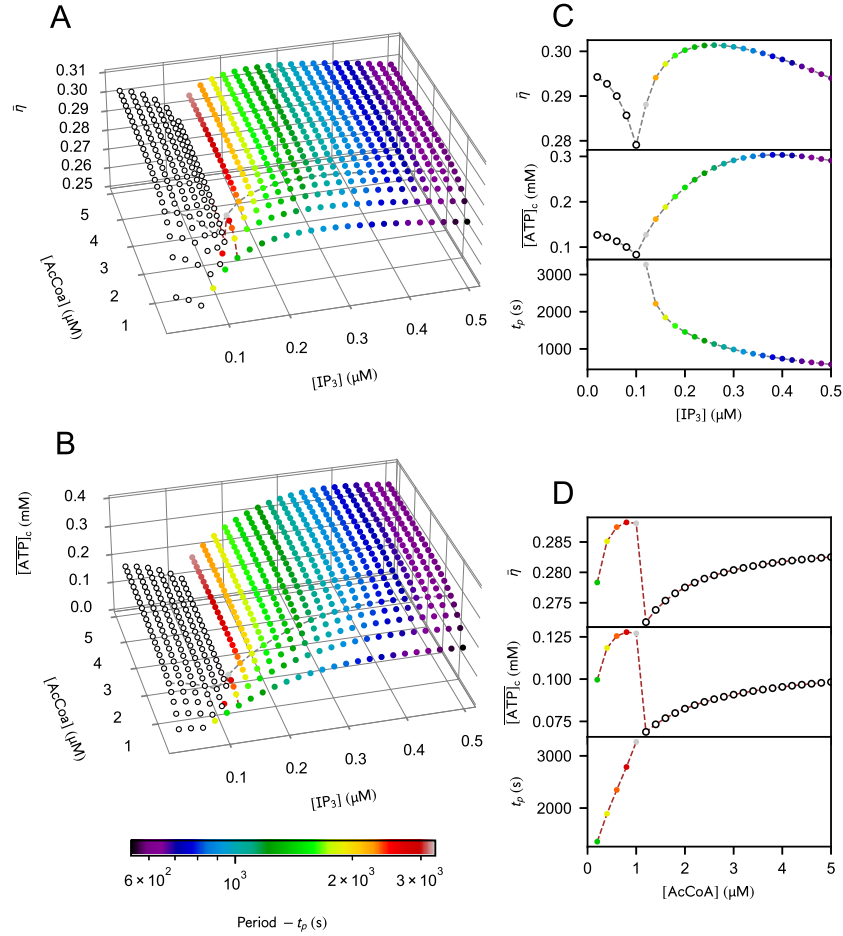 A
0.31
0.30
0.29
0.28
0.27
0.26
0.25
η̄
5
4
3
2
1
[AcCoa] (μM)
0.1
0.2
0.3
0.4
0.5
[IP₃] (μM)
B
0.4
0.3
0.2
0.1
0.0
[ATP]c (mM)
5
4
3
2
1
[AcCoa] (μM)
0.1
0.2
0.3
0.4
0.5
[IP₃] (μM)
6 × 10²
10³
2 × 10³
3 × 10³
Period − tₚ (s)
C
0.30
0.29
0.28
η̄
0.3
0.2
0.1
[ATP]c (mM)
3000
2000
1000
tₚ (s)
0.0
0.1
0.2
0.3
0.4
0.5
[IP₃] (μM)
D
0.285
0.280
0.275
η̄
0.125
0.100
0.075
[ATP]c (mM)
3000
2000
tₚ (s)
0
1
2
3
4
5
[AcCoA] (μM)